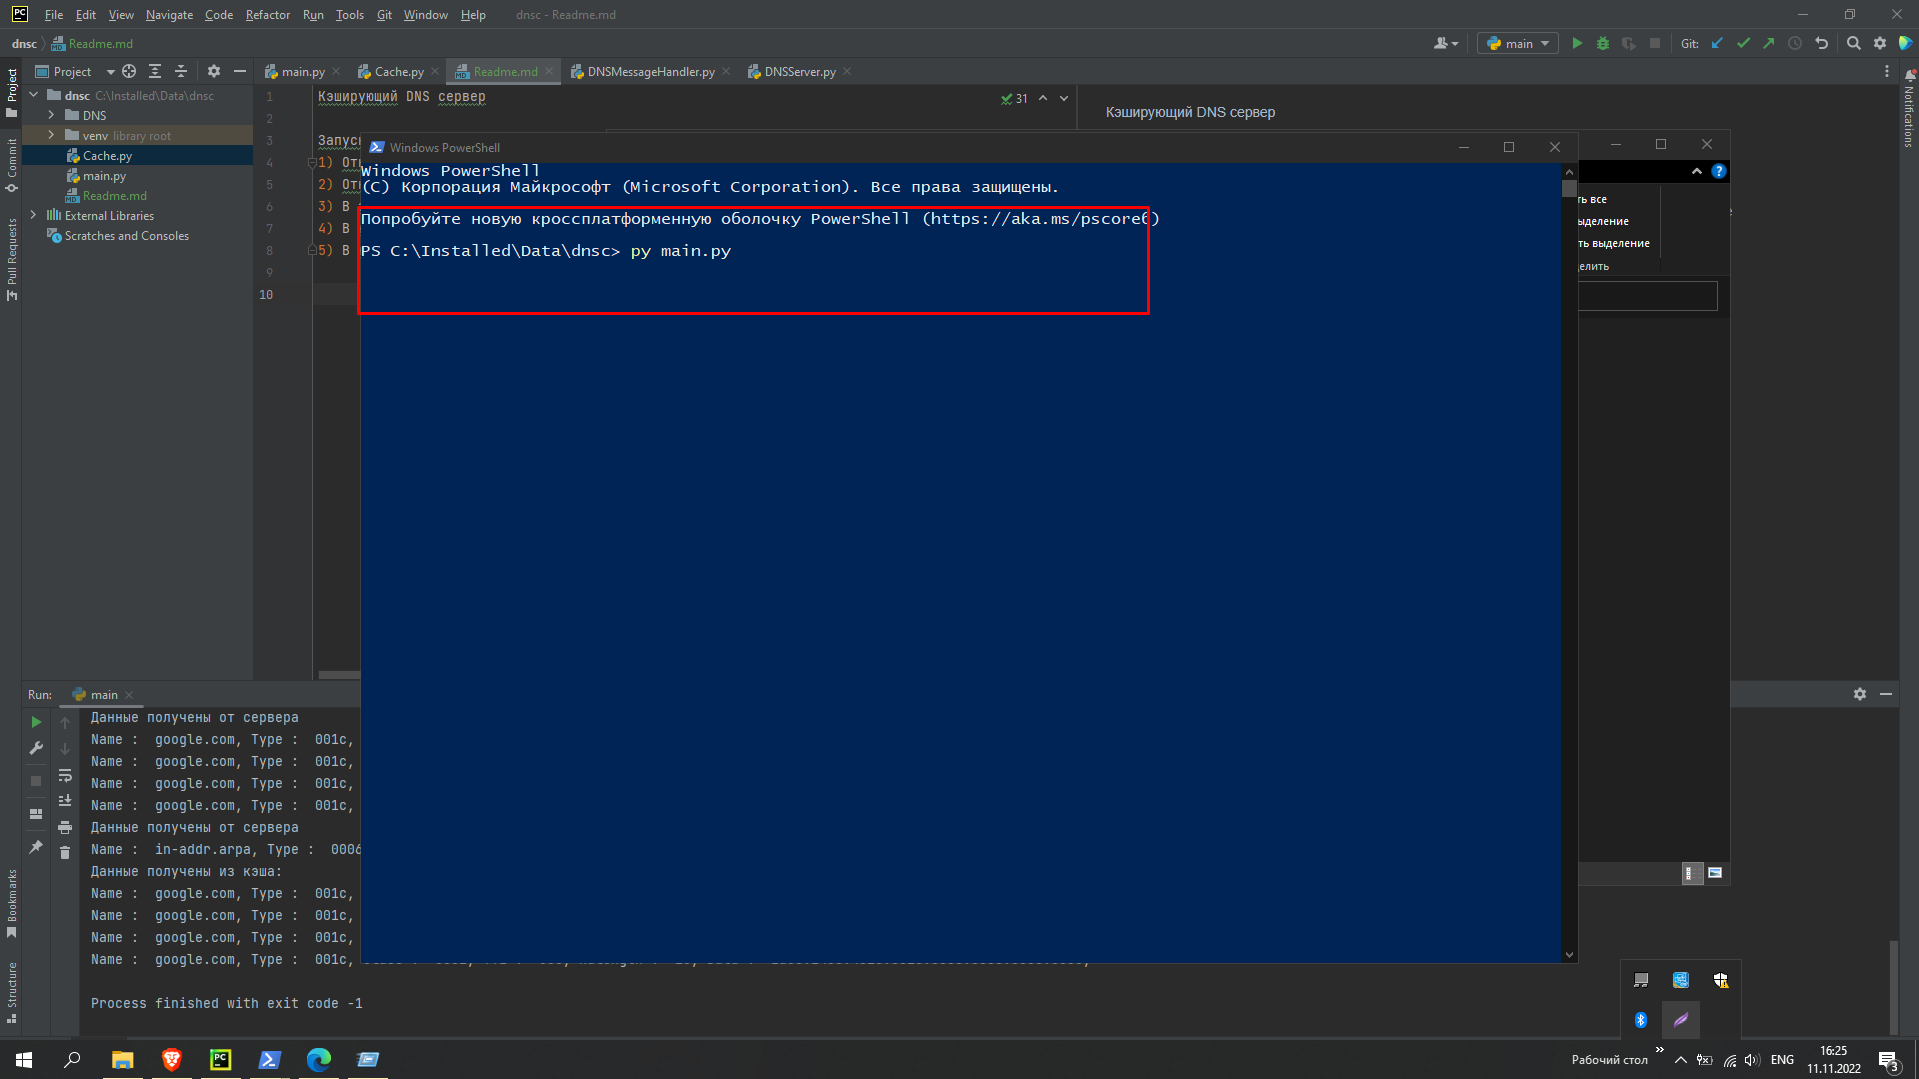 File Edit View Navigate Code Refactor Run Tools Git Window Help dnsc - Readme.md
dnsc Readme.md main Git:
Project main.py Cache.py Readme.md DNSMessageHandler.py DNSServer.py
dnsc C:\Installed\Data\dnsc
DNS
venv library root
Cache.py
main.py
Readme.md
External Libraries
Scratches and Consoles
Project
Commit
Pull Requests
Bookmarks
Structure
Notifications
1 Кэширующий DNS сервер
2
3
4 1)
5 2)
6 3) В
7 4) В
8 5) В
9
10
31
Кэширующий DNS сервер
Windows PowerShell
Windows PowerShell
(C) Корпорация Майкрософт (Microsoft Corporation). Все права защищены.
Попробуйте новую кроссплатформенную оболочку PowerShell (https://aka.ms/pscore6)
PS C:\Installed\Data\dnsc> py main.py
все
выделение
выделение
Run: main
Данные получены от сервера
Name : google.com, Type : 001c,
Name : google.com, Type : 001c,
Name : google.com, Type : 001c,
Name : google.com, Type : 001c,
Данные получены от сервера
Name : in-addr.arpa, Type : 0006
Данные получены из кэша:
Name : google.com, Type : 001c,
Name : google.com, Type : 001c,
Name : google.com, Type : 001c,
Name : google.com, Type : 001c,
Process finished with exit code -1
Рабочий стол ENG 16:25
11.11.2022
3